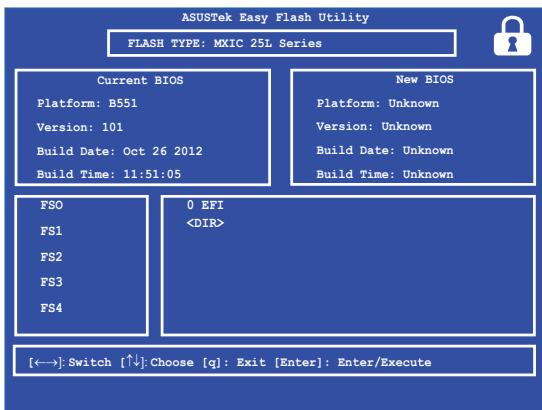 ASUSTek Easy Flash Utility
FLASH TYPE: MXIC 25L Series
Current BIOS
Platform: B551
Version: 101
Build Date: Oct 26 2012
Build Time: 11:51:05
New BIOS
Platform: Unknown
Version: Unknown
Build Date: Unknown
Build Time: Unknown
FSO
FS1
FS2
FS3
FS4
0 EFI
<DIR>
[←→]: Switch [↑↓]: Choose [q]: Exit [Enter]: Enter/Execute